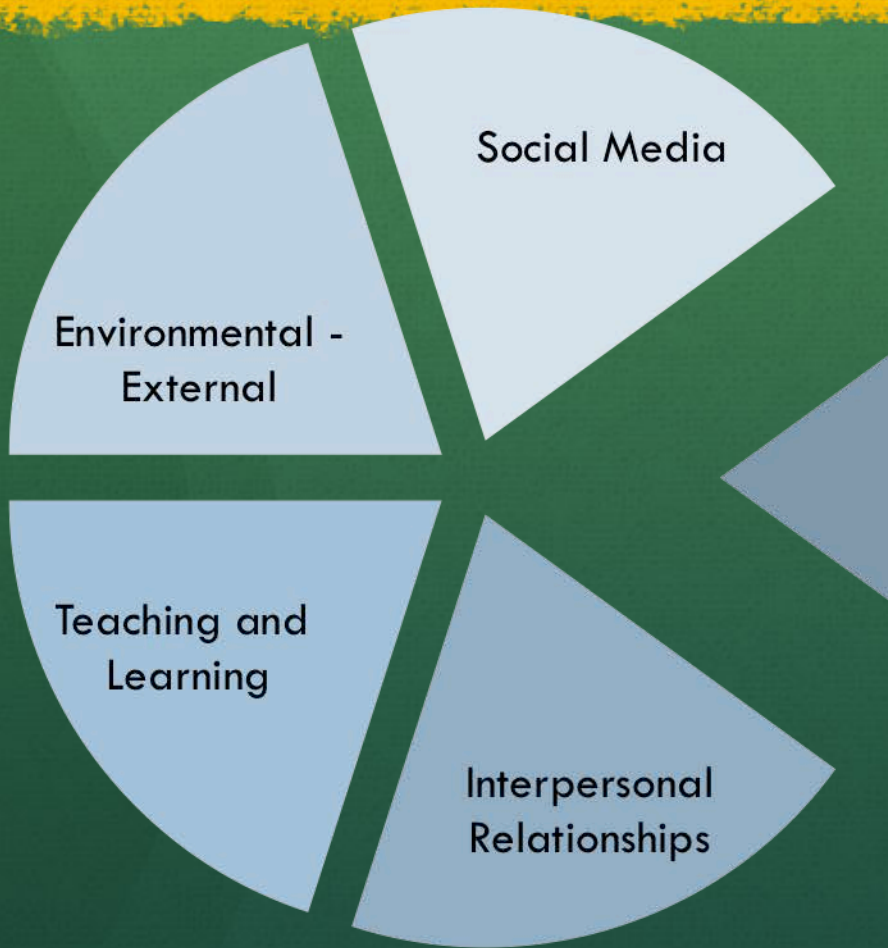 Social Media
Environmental -
External
Teaching and
Learning
Interpersonal
Relationships